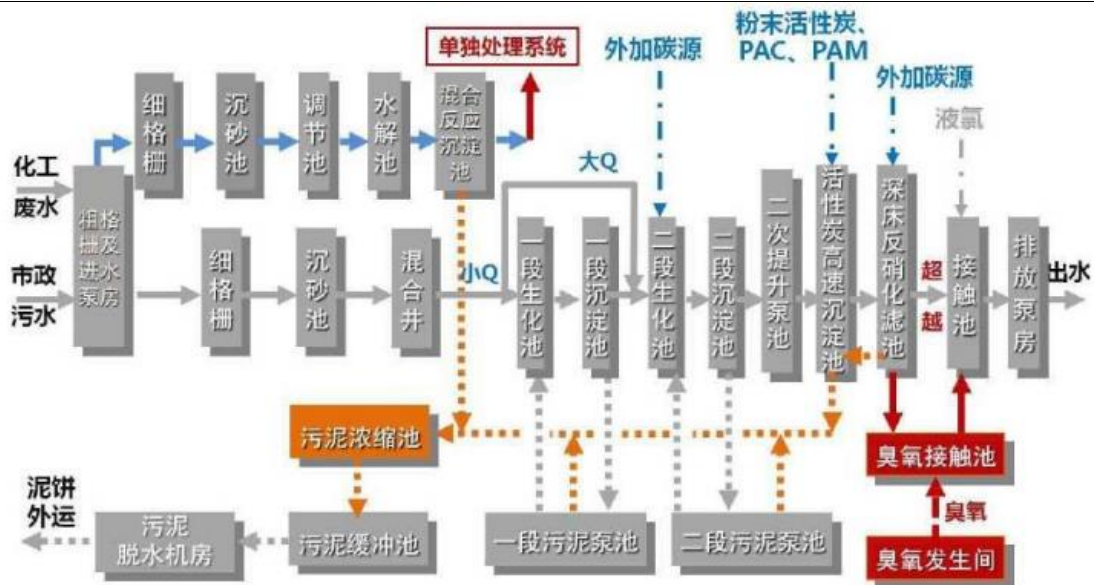 单独处理系统
外加碳源
粉末活性炭、
PAC、PAM
外加碳源
液氯
细格栅
沉砂池
调节池
水解池
混合
反应
沉淀
池
大Q
化工
废水
粗格
栅及
进水
泵房
市政
污水
细格栅
沉砂池
混合井
小Q
一段生化池
一段沉淀池
二段生化池
二段沉淀池
二次提升泵池
活性炭高速沉淀池
深床反硝化滤池
超
越
接触池
排放泵房
出水
污泥浓缩池
臭氧接触池
泥饼
外运
污泥
脱水机房
污泥缓冲池
一段污泥泵池
二段污泥泵池
臭氧
臭氧发生间